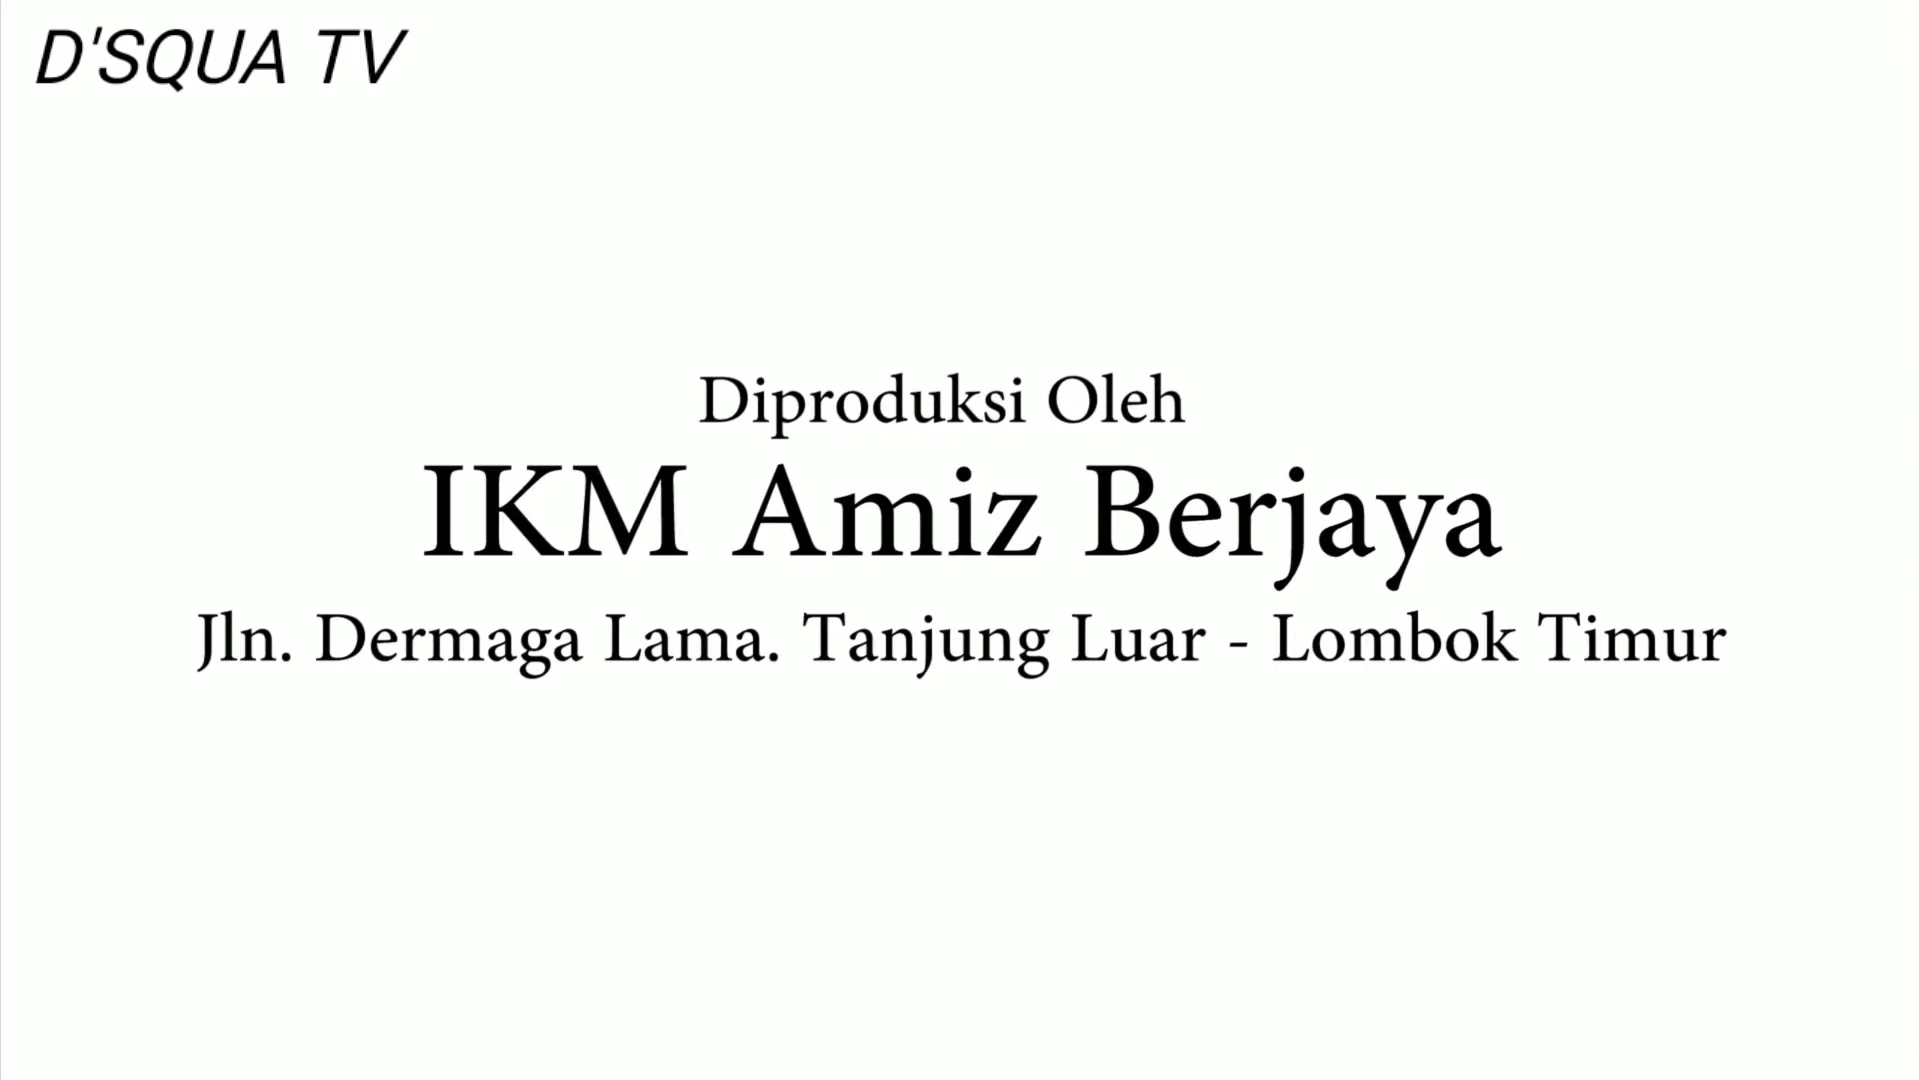 D'SQUA TV
Diproduksi Oleh
IKM Amiz Berjaya
Jln. Dermaga Lama. Tanjung Luar - Lombok Timur